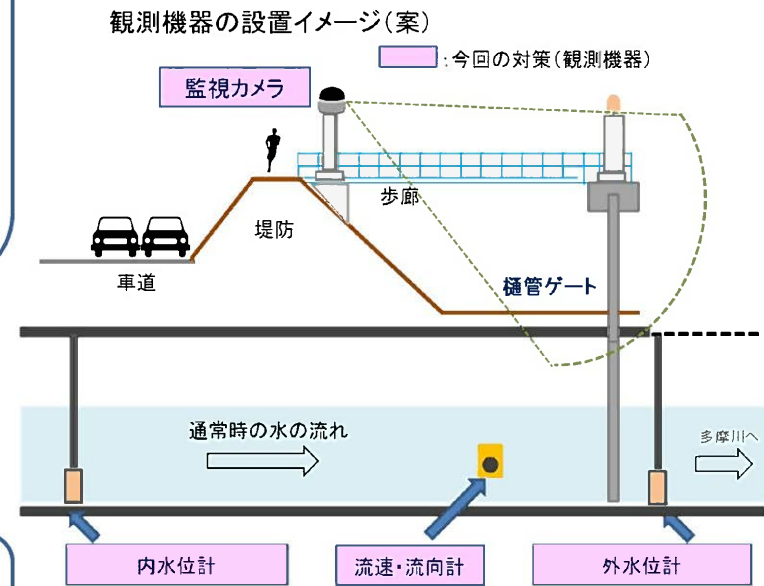 観測機器の設置イメージ(案)
:今回の対策(観測機器)
監視カメラ
歩廊
堤防
車道
樋管ゲート
通常時の水の流れ
多摩川へ
内水位計
流速・流向計
外水位計